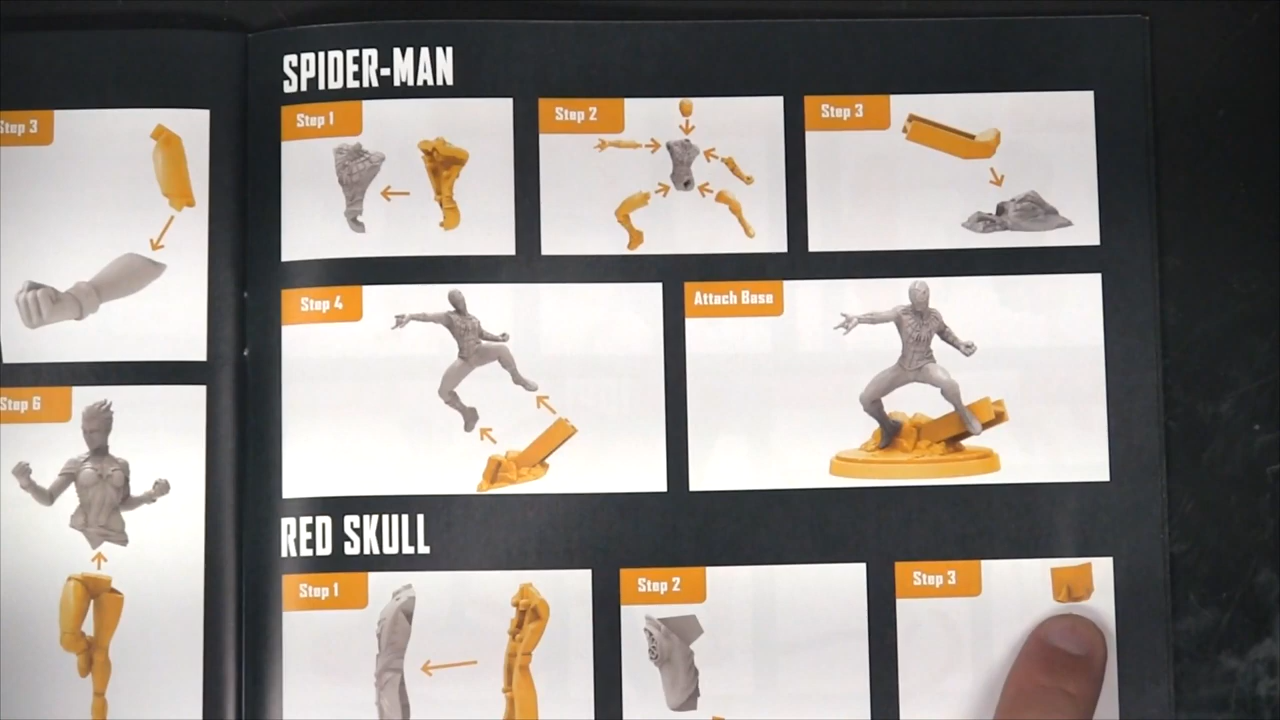 Step 3
Step 6
SPIDER-MAN
Step 1
Step 2
Step 3
Step 4
Attach Base
RED SKULL
Step 1
Step 2
Step 3